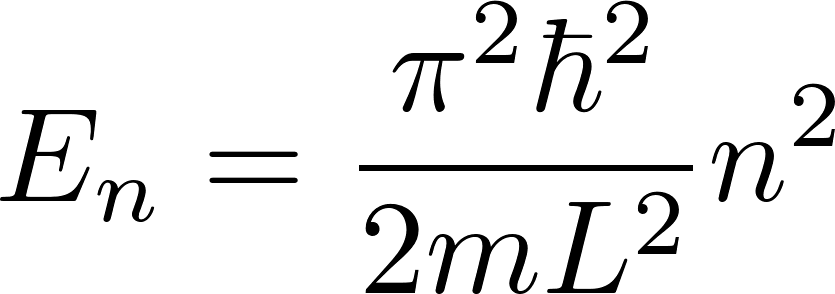 $E_n = \frac{\pi^2 \hbar^2}{2mL^2} n^2$